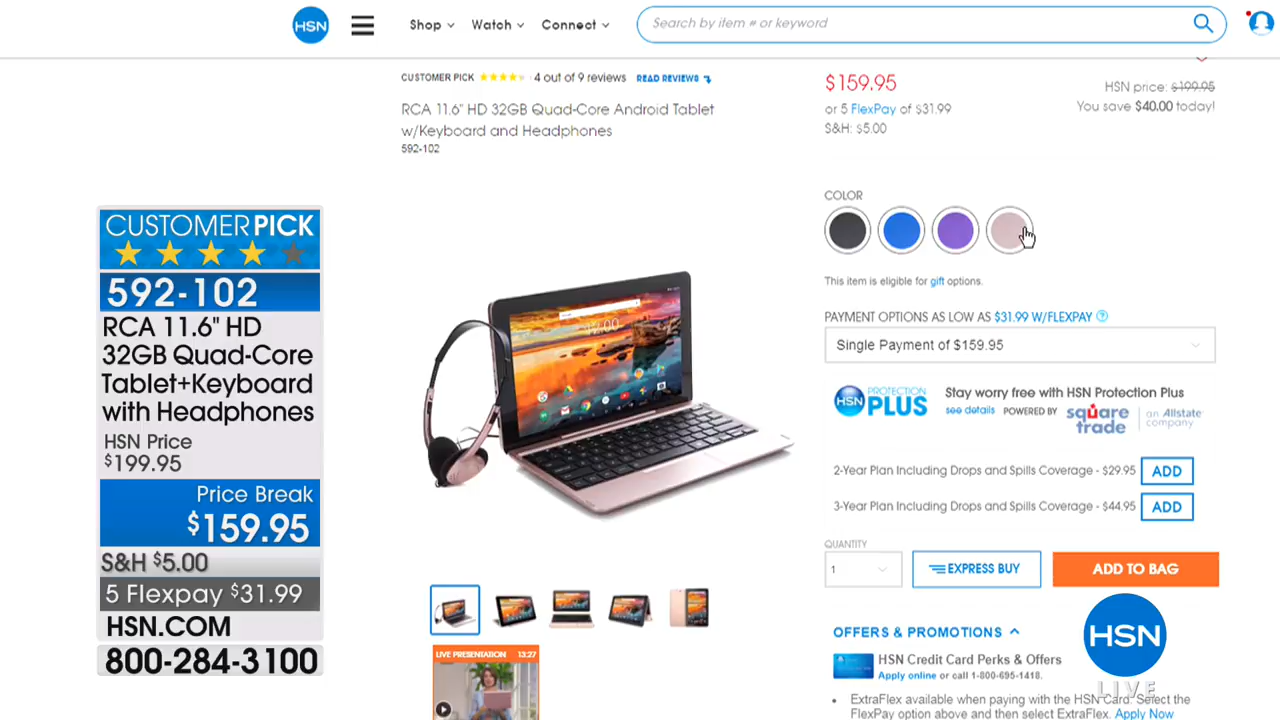 HSN
Shop
Watch
Connect
Search by item # or keyword
CUSTOMER PICK
4 out of 9 reviews
READ REVIEWS
RCA 11.6" HD 32GB Quad-Core Android Tablet
w/Keyboard and Headphones
592-102
$159.95
or 5 FlexPay of $31.99
S&H: $5.00
HSN price: $199.95
You save $40.00 today!
COLOR
This item is eligible for gift options.
PAYMENT OPTIONS AS LOW AS $31.99 W/FLEXPAY ?
Single Payment of $159.95
HSN PROTECTION PLUS
Stay worry free with HSN Protection Plus
see details POWERED BY square trade an Allstate company
2-Year Plan Including Drops and Spills Coverage - $29.95 ADD
3-Year Plan Including Drops and Spills Coverage - $44.95 ADD
QUANTITY
1
EXPRESS BUY
ADD TO BAG
OFFERS & PROMOTIONS
HSN Credit Card Perks & Offers
Apply online or call 1-800-695-1418.
• ExtraFlex available when paying with the HSN Card. Select the
FlexPay option above and then select ExtraFlex. Apply Now
HSN
LIVE
LIVE PRESENTATION 13:27
CUSTOMER PICK
592-102
RCA 11.6" HD
32GB Quad-Core
Tablet+Keyboard
with Headphones
HSN Price
$199.95
Price Break
$159.95
S&H $5.00
5 Flexpay $31.99
HSN.COM
800-284-3100